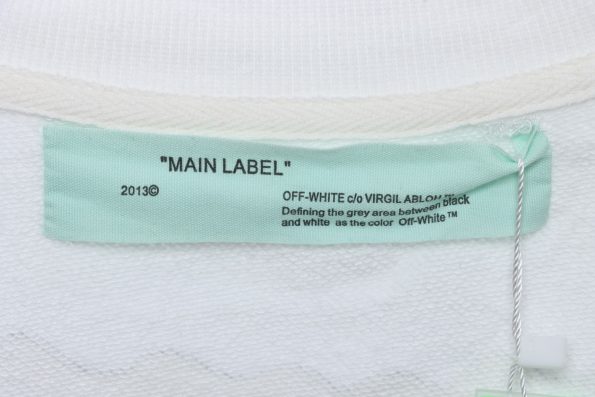 "MAIN LABEL"
2013©
OFF-WHITE c/o VIRGIL ABLOH
Defining the grey area between black
and white as the color Off-White™